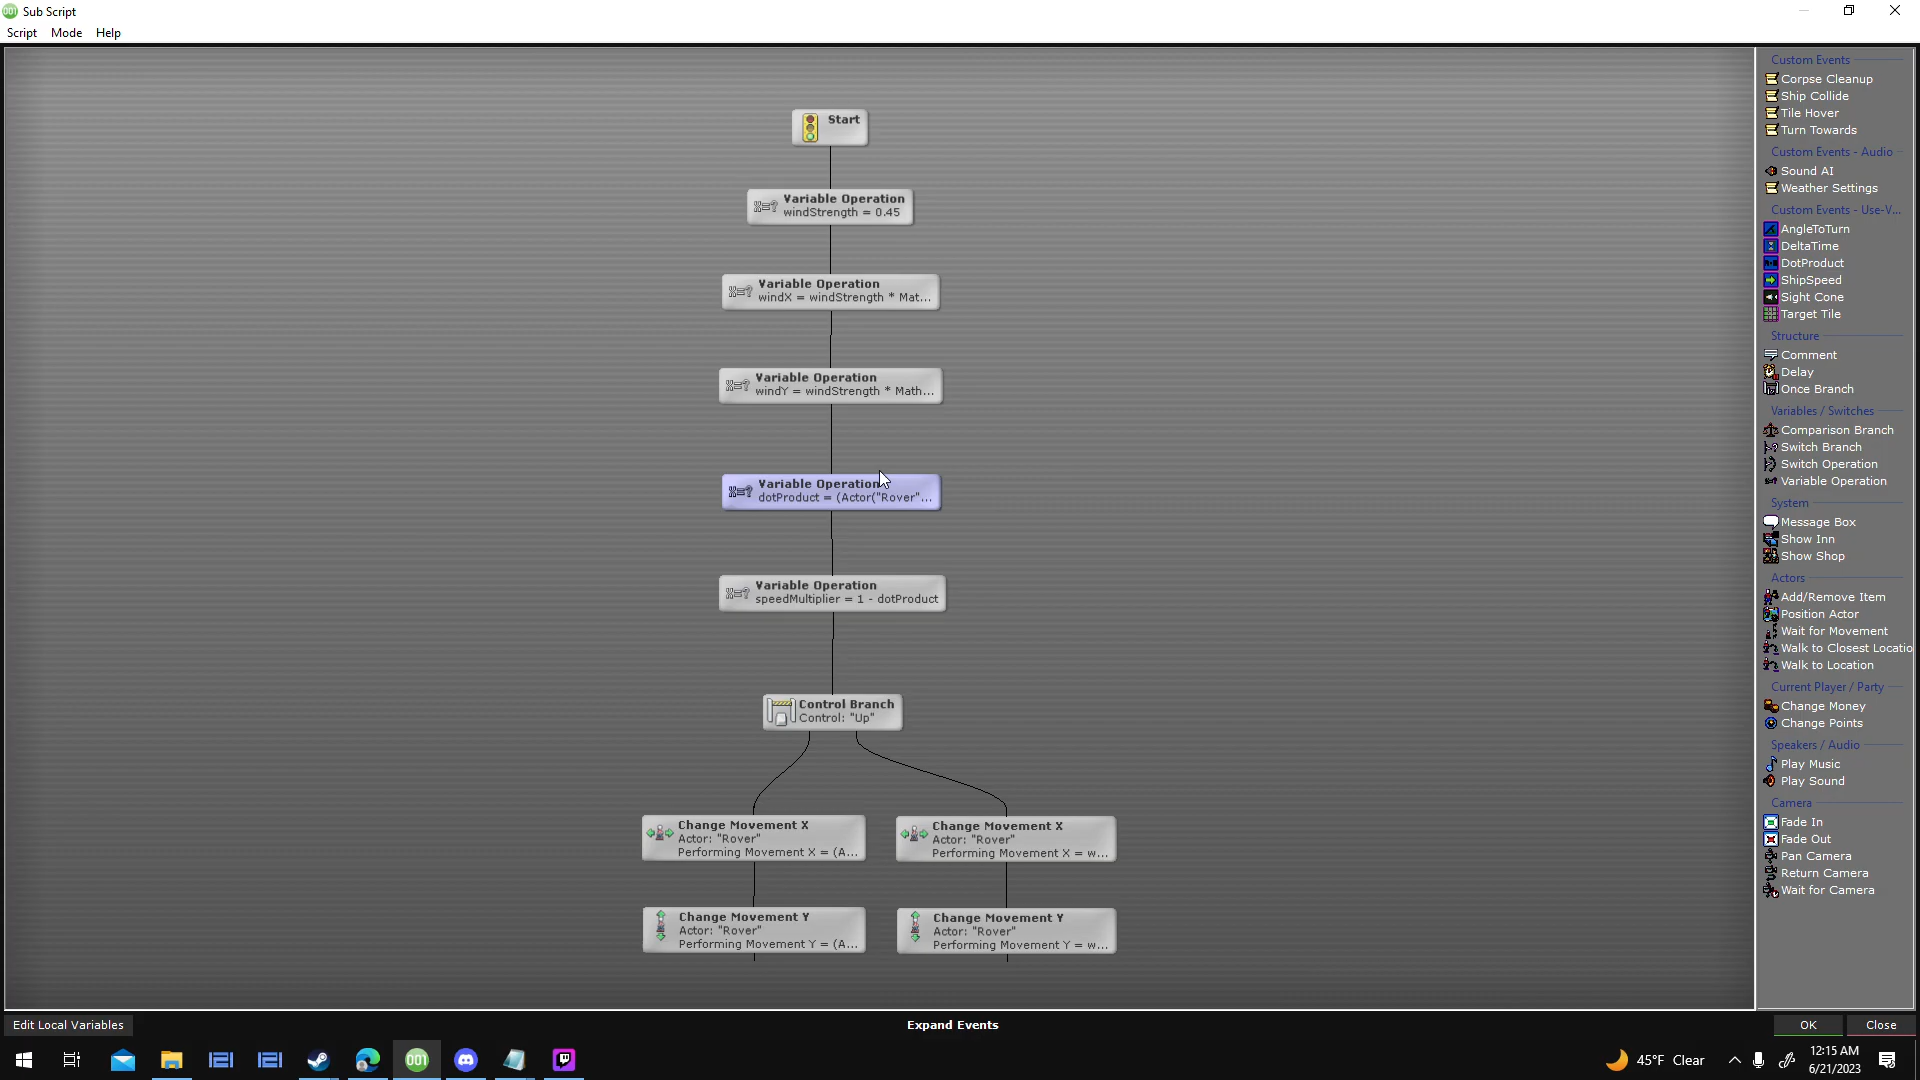 Sub Script
Script Mode Help
Start
Variable Operation
windStrength = 0.45
Variable Operation
windX = windStrength * Mat...
Variable Operation
windY = windStrength * Math...
Variable Operation
dotProduct = (Actor("Rover"...
Variable Operation
speedMultiplier = 1 - dotProduct
Control Branch
Control: "Up"
Change Movement X
Actor: "Rover"
Performing Movement X = (A...
Change Movement X
Actor: "Rover"
Performing Movement X = w...
Change Movement Y
Actor: "Rover"
Performing Movement Y = (A...
Change Movement Y
Actor: "Rover"
Performing Movement Y = w...
Custom Events
Corpse Cleanup
Ship Collide
Tile Hover
Turn Towards
Custom Events - Audio
Sound AI
Weather Settings
Custom Events - Use-V...
AngleToTurn
DeltaTime
DotProduct
ShipSpeed
Sight Cone
Target Tile
Structure
Comment
Delay
Once Branch
Variables / Switches
Comparison Branch
Switch Branch
Switch Operation
Variable Operation
System
Message Box
Show Inn
Show Shop
Actors
Add/Remove Item
Position Actor
Wait for Movement
Walk to Closest Locatio
Walk to Location
Current Player / Party
Change Money
Change Points
Speakers / Audio
Play Music
Play Sound
Camera
Fade In
Fade Out
Pan Camera
Return Camera
Wait for Camera
Edit Local Variables
Expand Events
OK
Close
001
45°F Clear
12:15 AM
6/21/2023